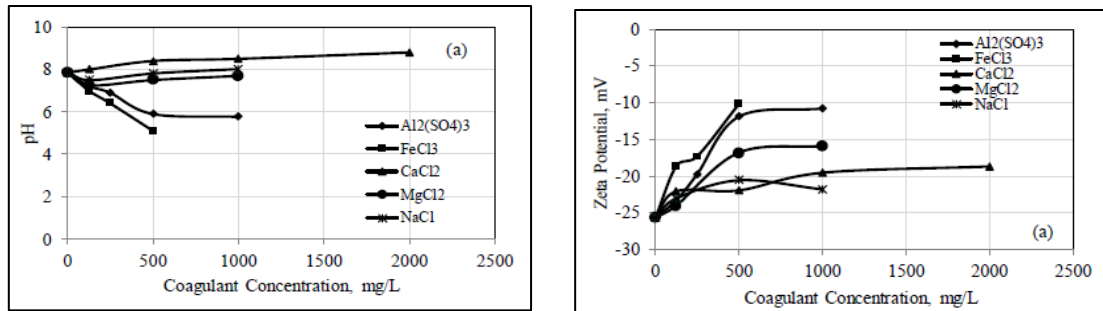 10
8
6
4
2
0
pH
(a)
Al2(SO4)3
FeCl3
CaCl2
MgCl2
NaCl
0 500 1000 1500 2000 2500
Coagulant Concentration, mg/L
0
-5
-10
-15
-20
-25
-30
Zeta Potential, mV
Al2(SO4)3
FeCl3
CaCl2
MgCl2
NaCl
(a)
0 500 1000 1500 2000 2500
Coagulant Concentration, mg/L